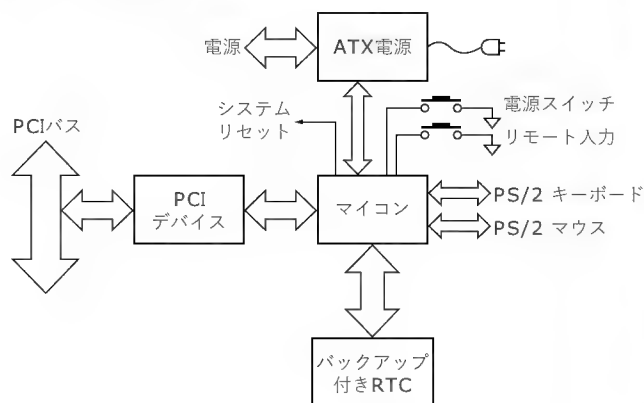 電源
ATX電源
システム
リセット
電源スイッチ
リモート入力
PCIバス
PCI
デバイス
マイコン
PS/2 キーボード
PS/2 マウス
バックアップ
付きRTC